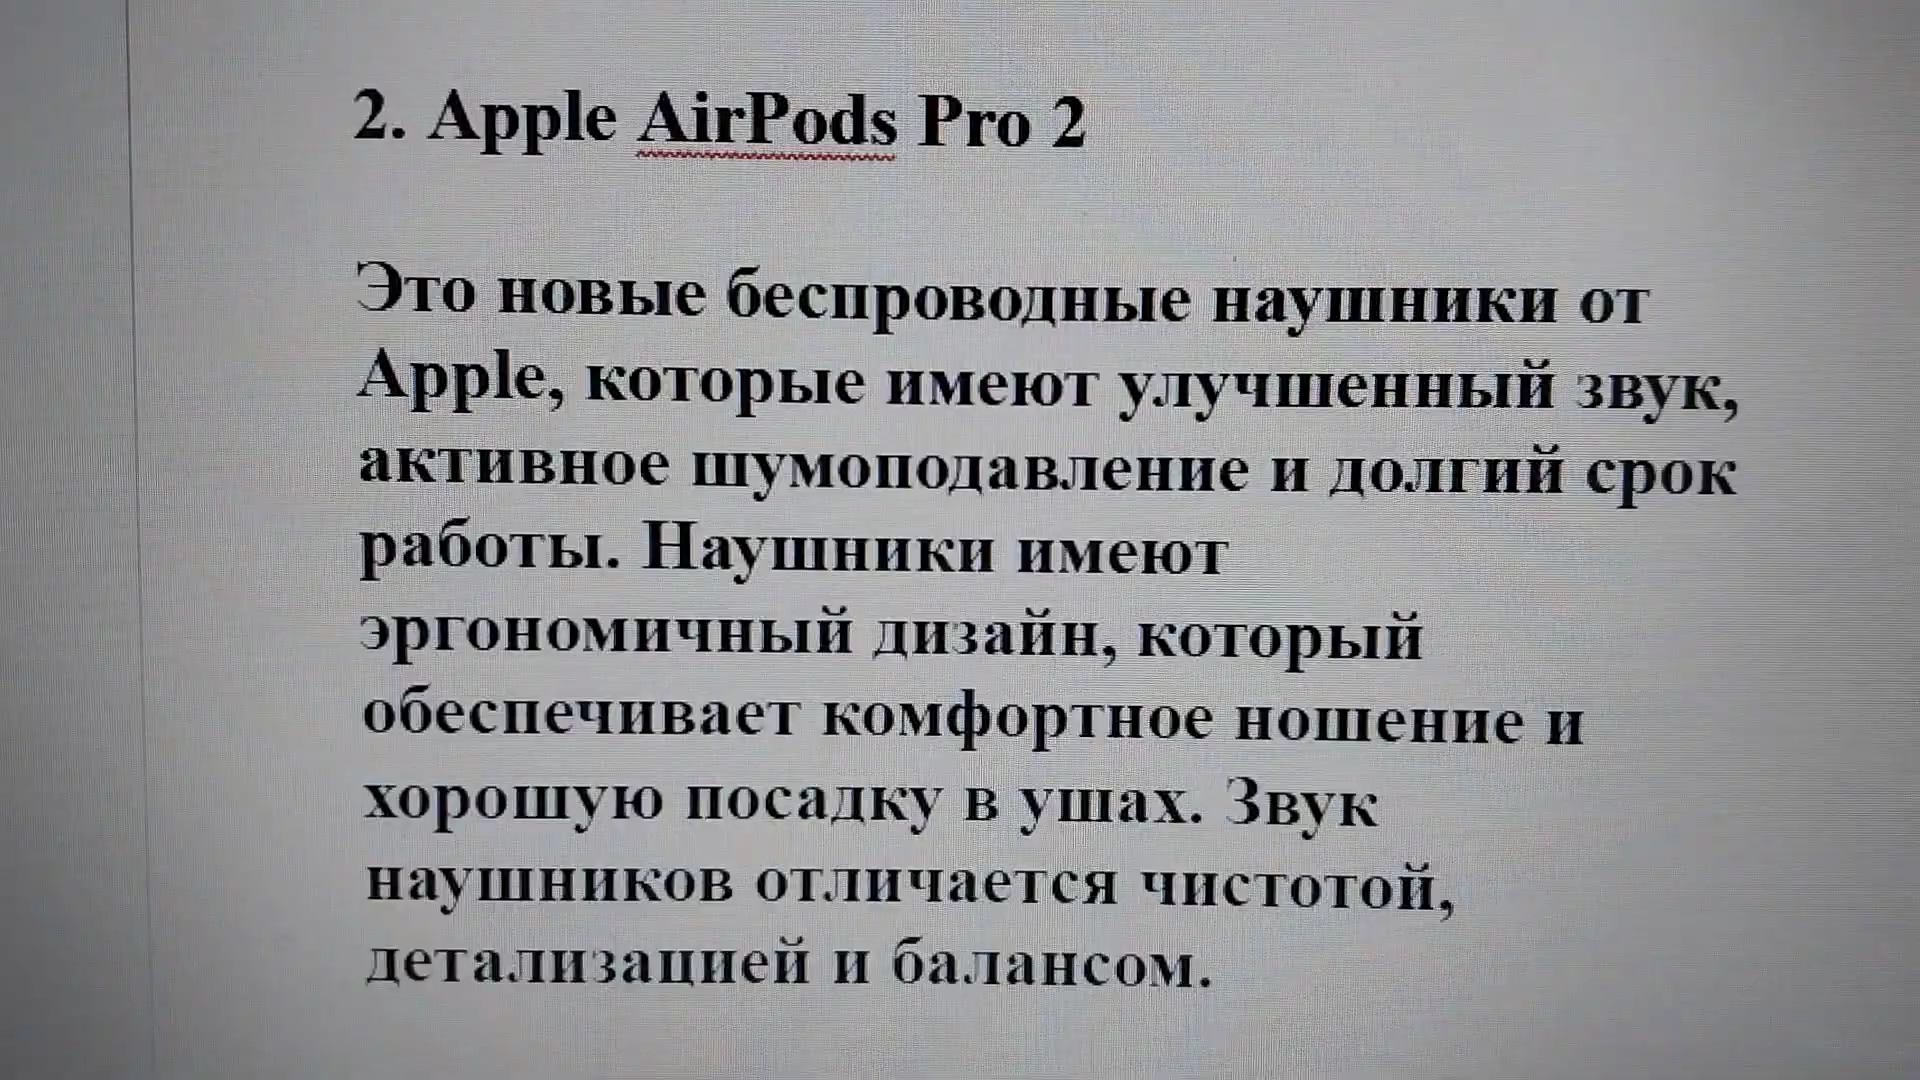 2. Apple AirPods Pro 2
Это новые беспроводные наушники от
Apple, которые имеют улучшенный звук,
активное шумоподавление и долгий срок
работы. Наушники имеют
эргономичный дизайн, который
обеспечивает комфортное ношение и
хорошую посадку в ушах. Звук
наушников отличается чистотой,
детализацией и балансом.